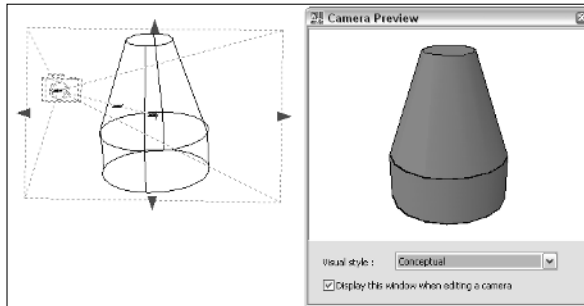 Camera Preview
Visual style :
Conceptual
Display this window when editing a camera